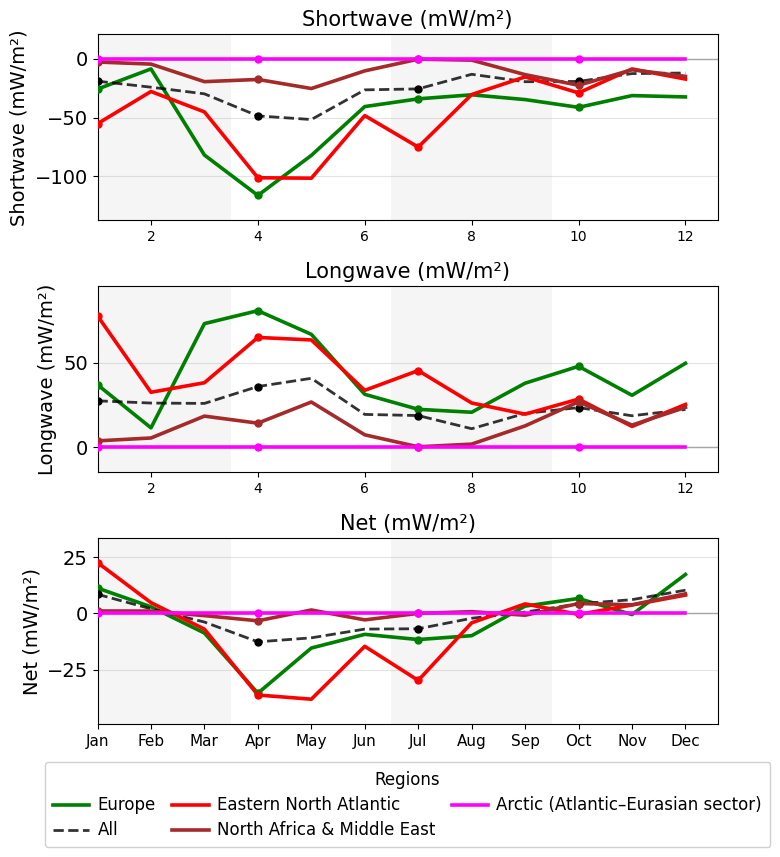 Shortwave (mW/m²)
Shortwave (mW/m²)
0
−50
−100
2 4 6 8 10 12
Longwave (mW/m²)
Longwave (mW/m²)
50
0
2 4 6 8 10 12
Net (mW/m²)
Net (mW/m²)
25
0
−25
Jan Feb Mar Apr May Jun Jul Aug Sep Oct Nov Dec
Regions
Europe Eastern North Atlantic Arctic (Atlantic–Eurasian sector)
All North Africa & Middle East